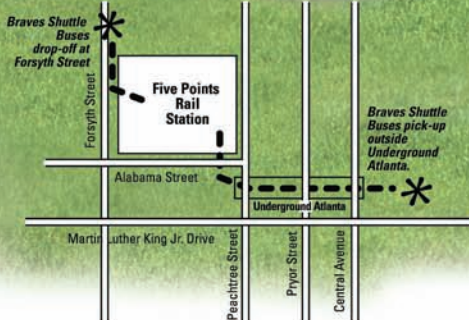 Braves Shuttle
Buses
drop-off at
Forsyth Street
Forsyth Street
Five Points
Rail
Station
Braves Shuttle
Buses pick-up
outside
Underground
Atlanta.
Alabama Street
Underground Atlanta
Martin Luther King Jr. Drive
Peachtree Street
Pryor Street
Central Avenue